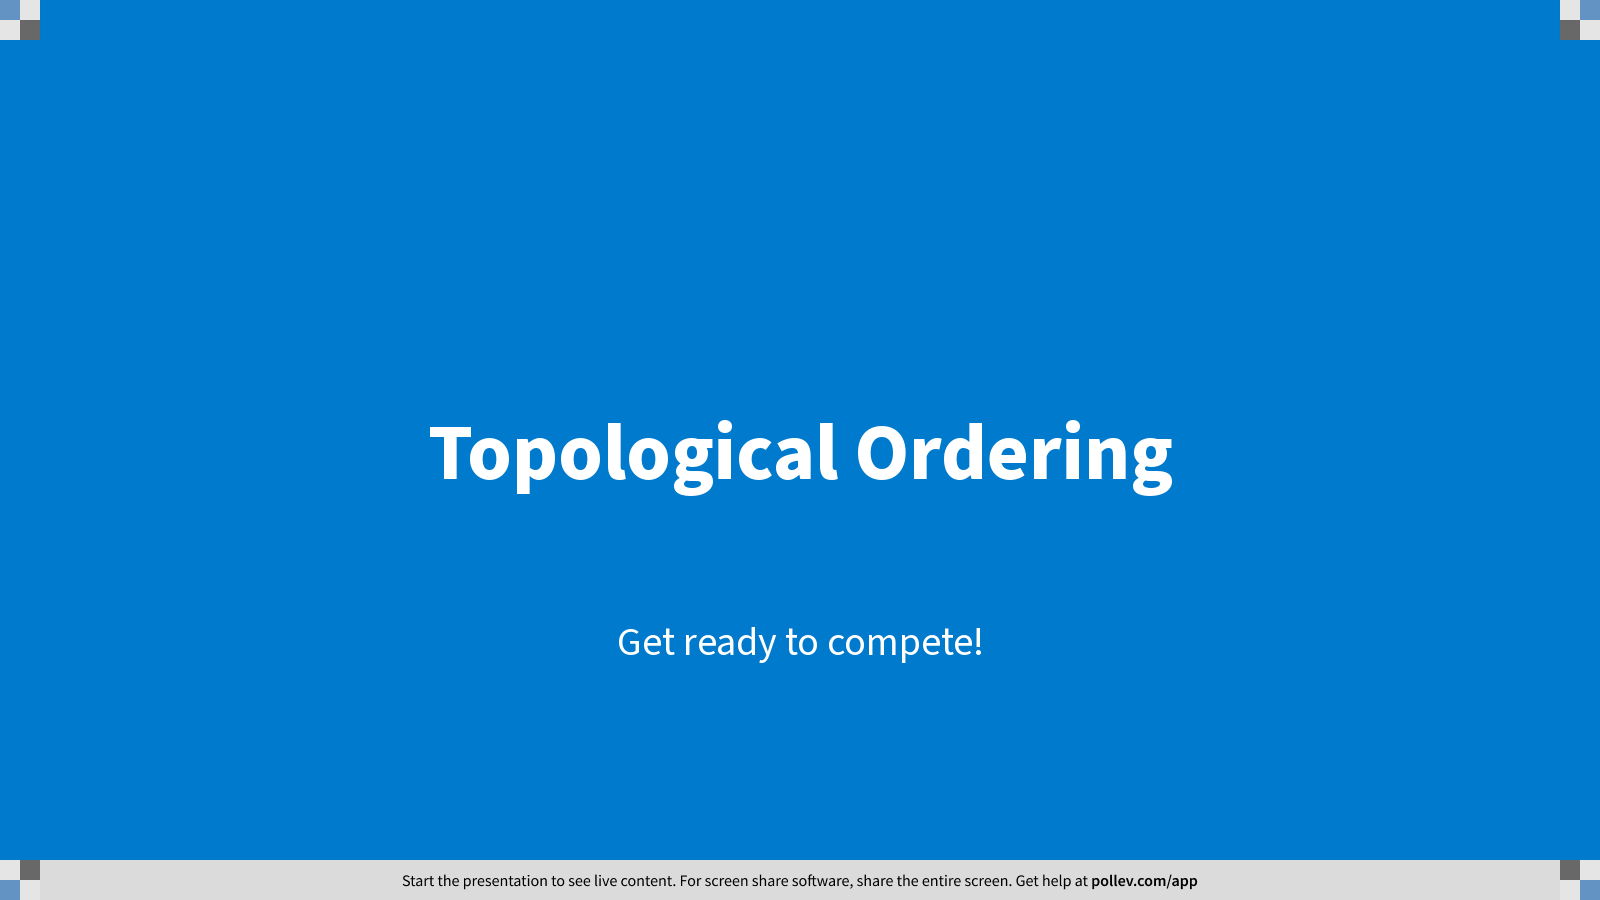 Topological Ordering
Get ready to compete!
Start the presentation to see live content. For screen share software, share the entire screen. Get help at pollev.com/app